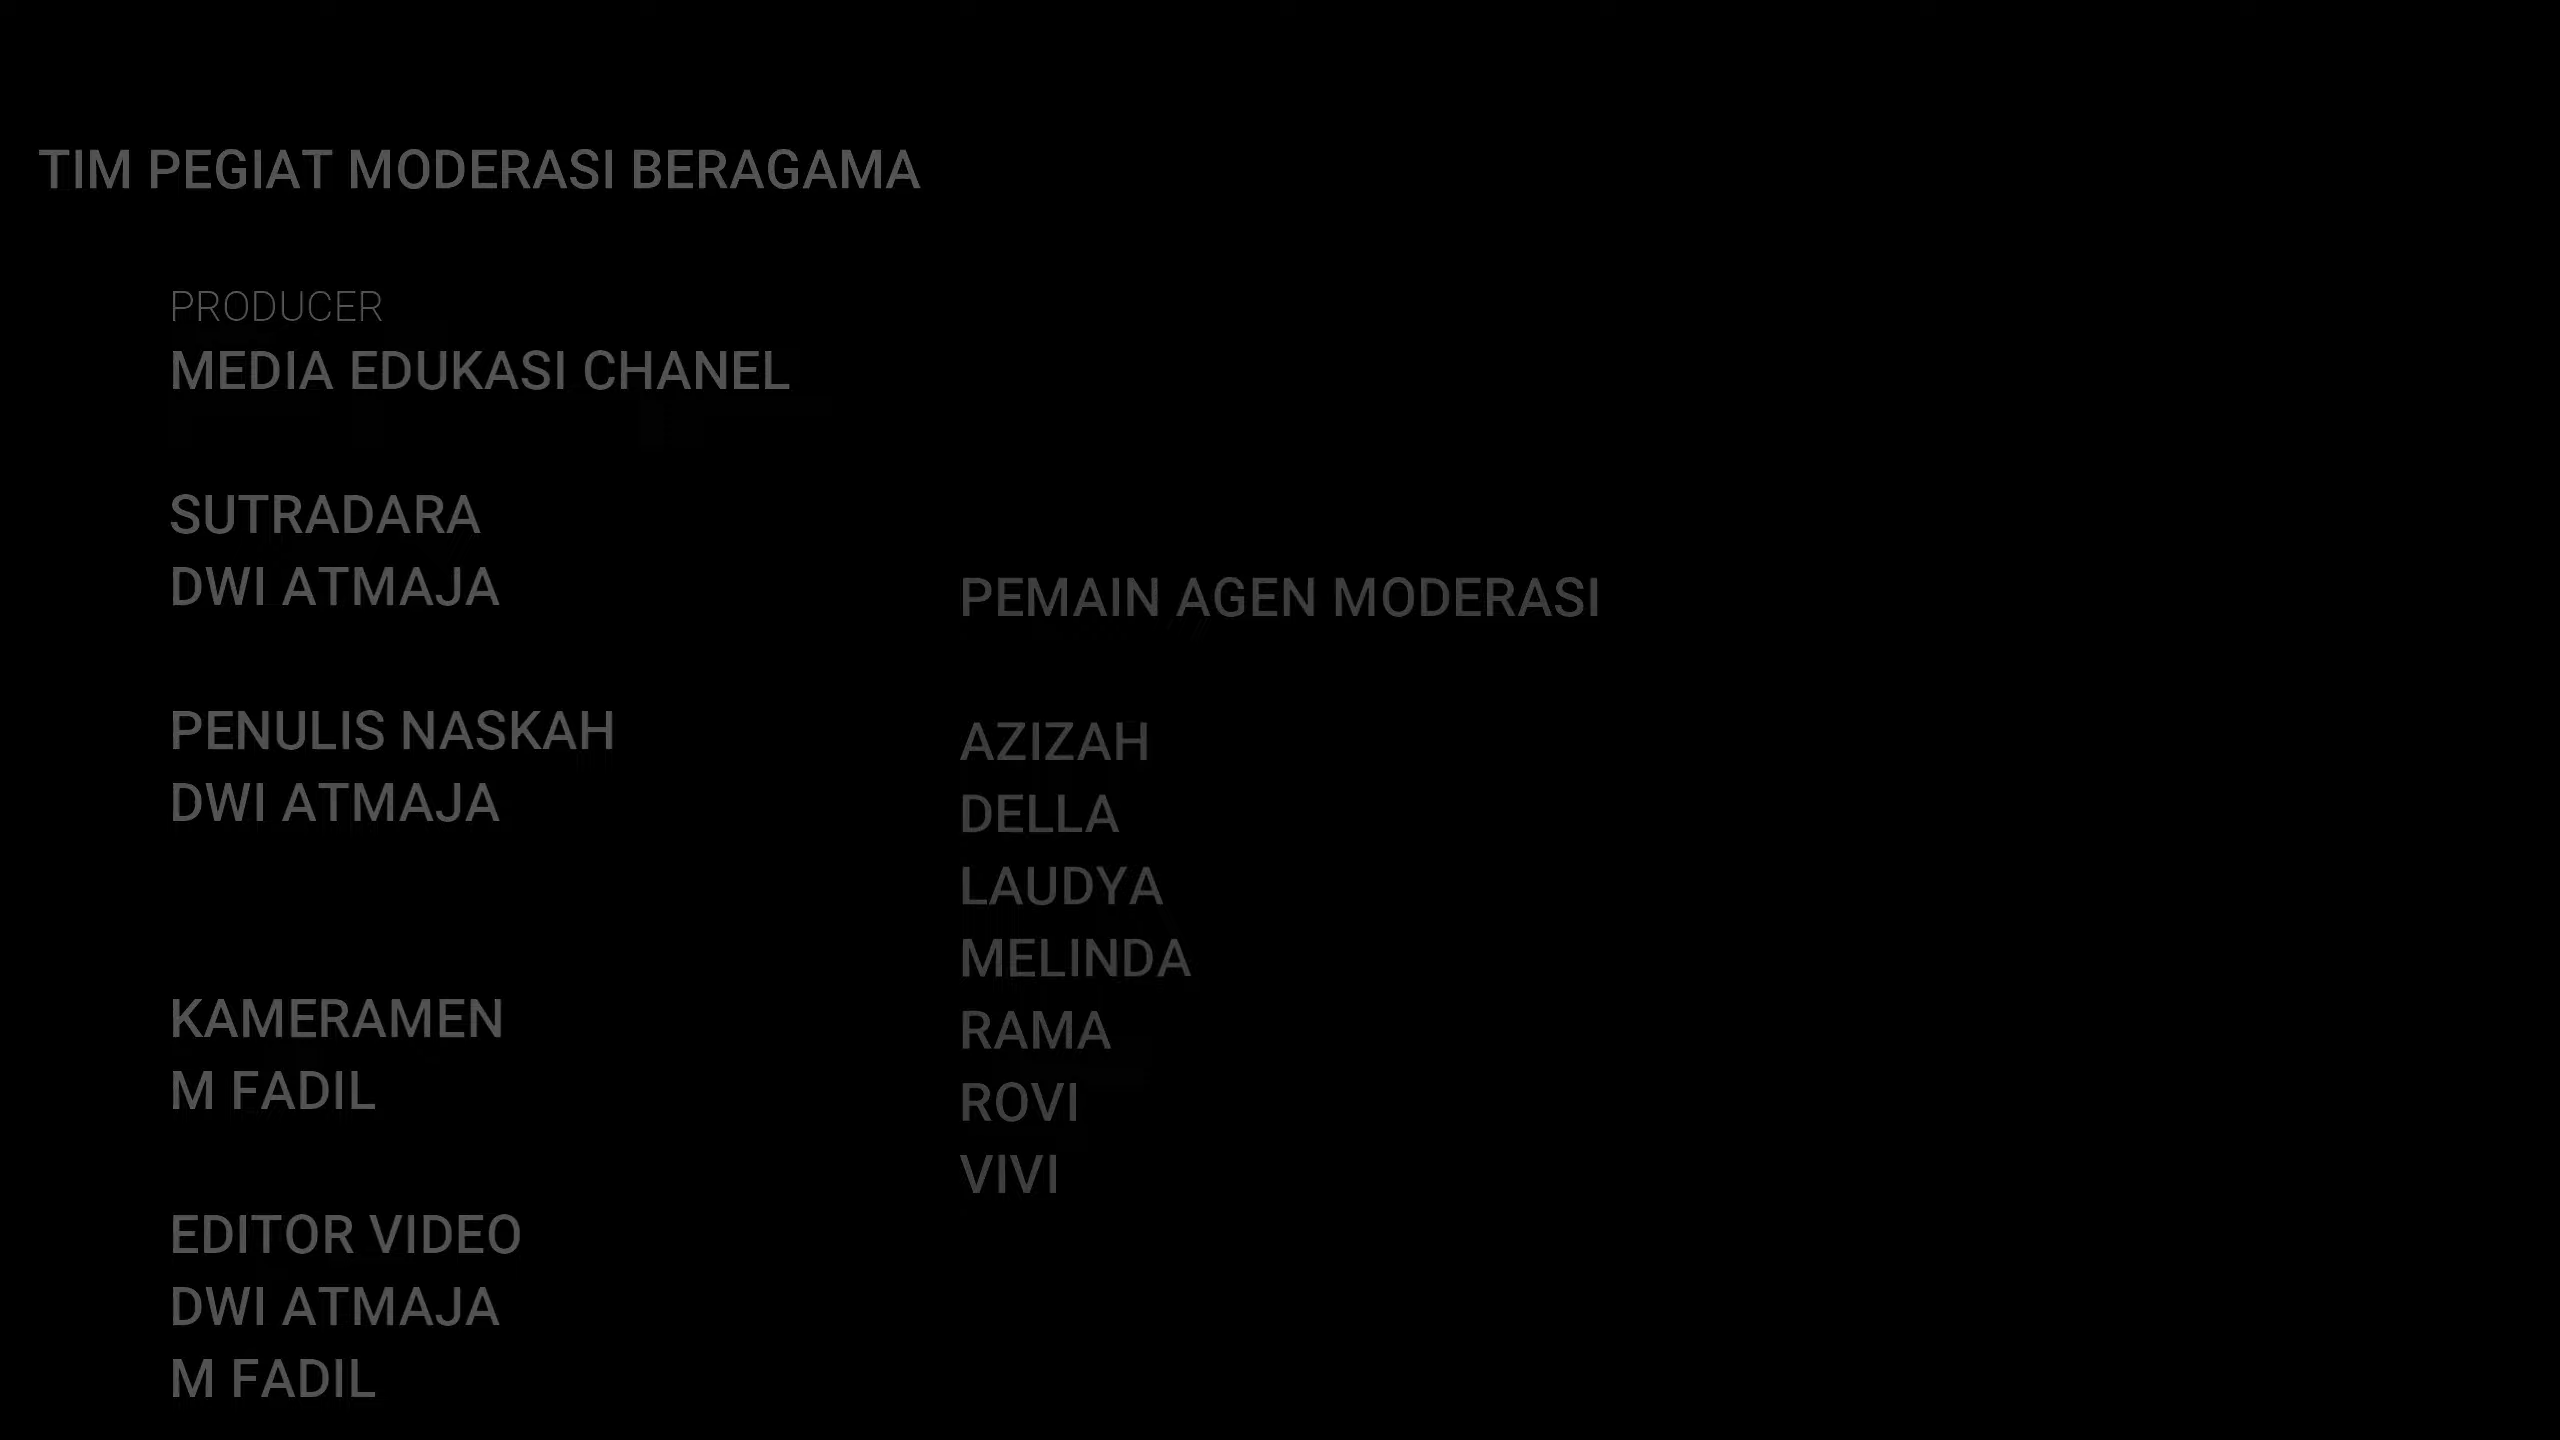 TIM PEGIAT MODERASI BERAGAMA
PRODUCER
MEDIA EDUKASI CHANEL
SUTRADARA
DWI ATMAJA
PENULIS NASKAH
DWI ATMAJA
KAMERAMEN
M FADIL
EDITOR VIDEO
DWI ATMAJA
M FADIL
PEMAIN AGEN MODERASI
AZIZAH
DELLA
LAUDYA
MELINDA
RAMA
ROVI
VIVI